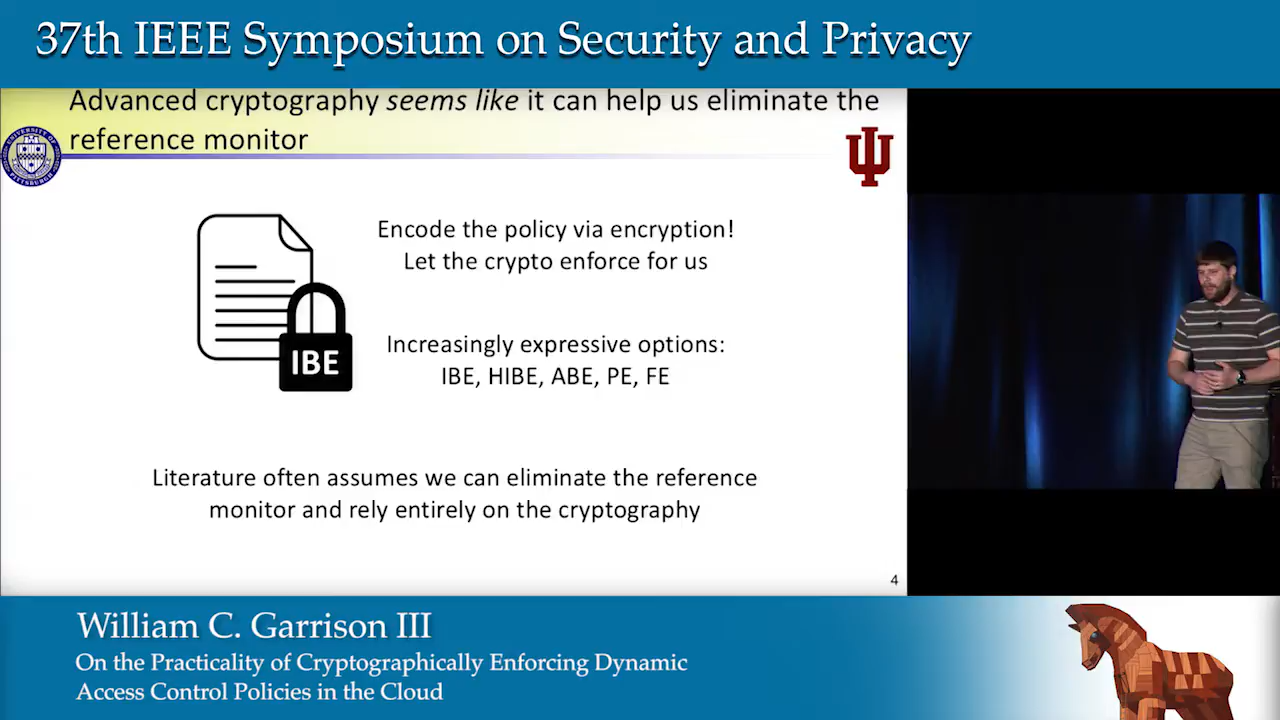 37th IEEE Symposium on Security and Privacy
Advanced cryptography seems like it can help us eliminate the
reference monitor
UNIVERSITY OF
PITTSBURGH
Encode the policy via encryption!
Let the crypto enforce for us
IBE
Increasingly expressive options:
IBE, HIBE, ABE, PE, FE
Literature often assumes we can eliminate the reference
monitor and rely entirely on the cryptography
4
William C. Garrison III
On the Practicality of Cryptographically Enforcing Dynamic
Access Control Policies in the Cloud